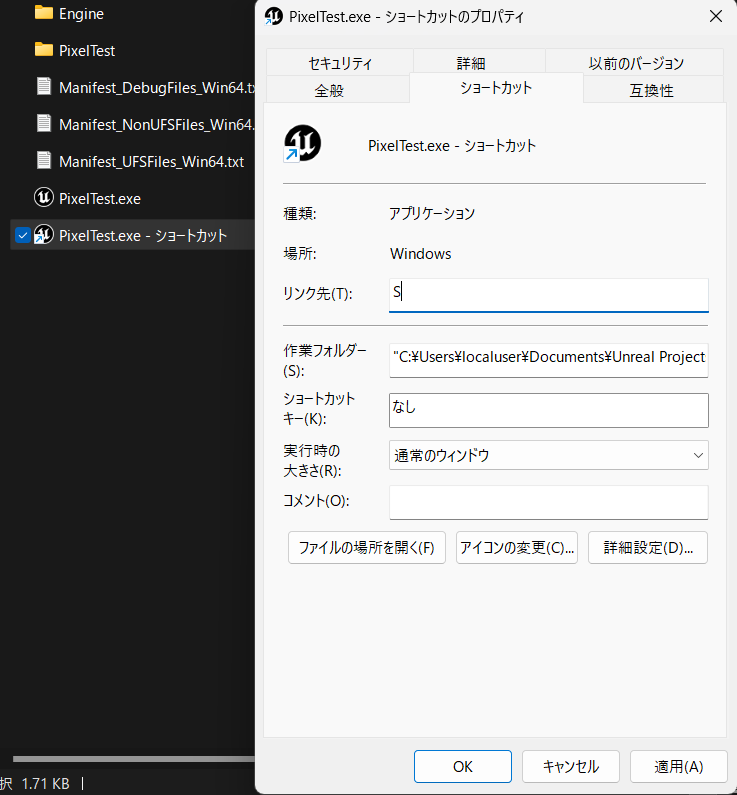 Engine
PixelTest
Manifest_DebugFiles_Win64.tx
Manifest_NonUFSFiles_Win64.
Manifest_UFSFiles_Win64.txt
PixelTest.exe
PixelTest.exe - ショートカット
択 1.71 KB
PixelTest.exe - ショートカットのプロパティ
セキュリティ 詳細 以前のバージョン
全般 ショートカット 互換性
PixelTest.exe - ショートカット
種類: アプリケーション
場所: Windows
リンク先(T): S
作業フォルダー
(S):
"C:¥Users¥localuser¥Documents¥Unreal Project
ショートカット
キー(K):
なし
実行時の
大きさ(R):
通常のウィンドウ
コメント(O):
ファイルの場所を開く(F) アイコンの変更(C)... 詳細設定(D)...
OK キャンセル 適用(A)